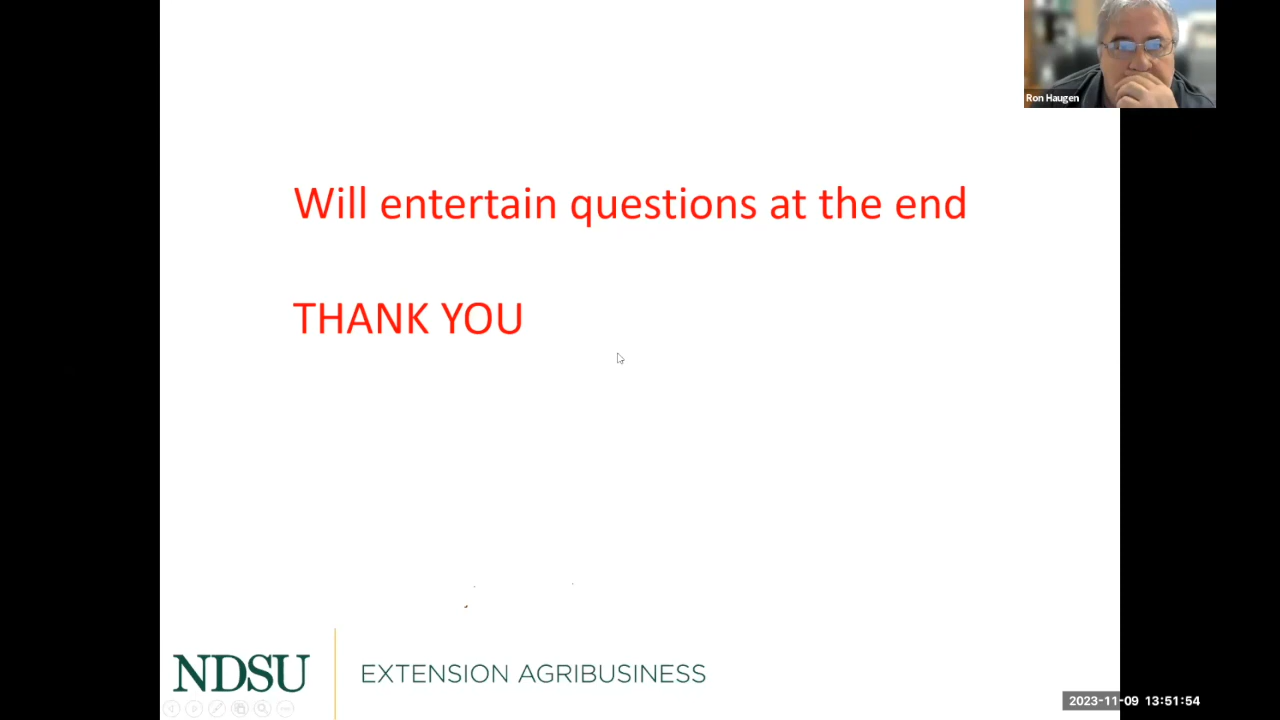 Ron Haugen
Will entertain questions at the end
THANK YOU
NDSU
EXTENSION AGRIBUSINESS
2023-11-09 13:51:54